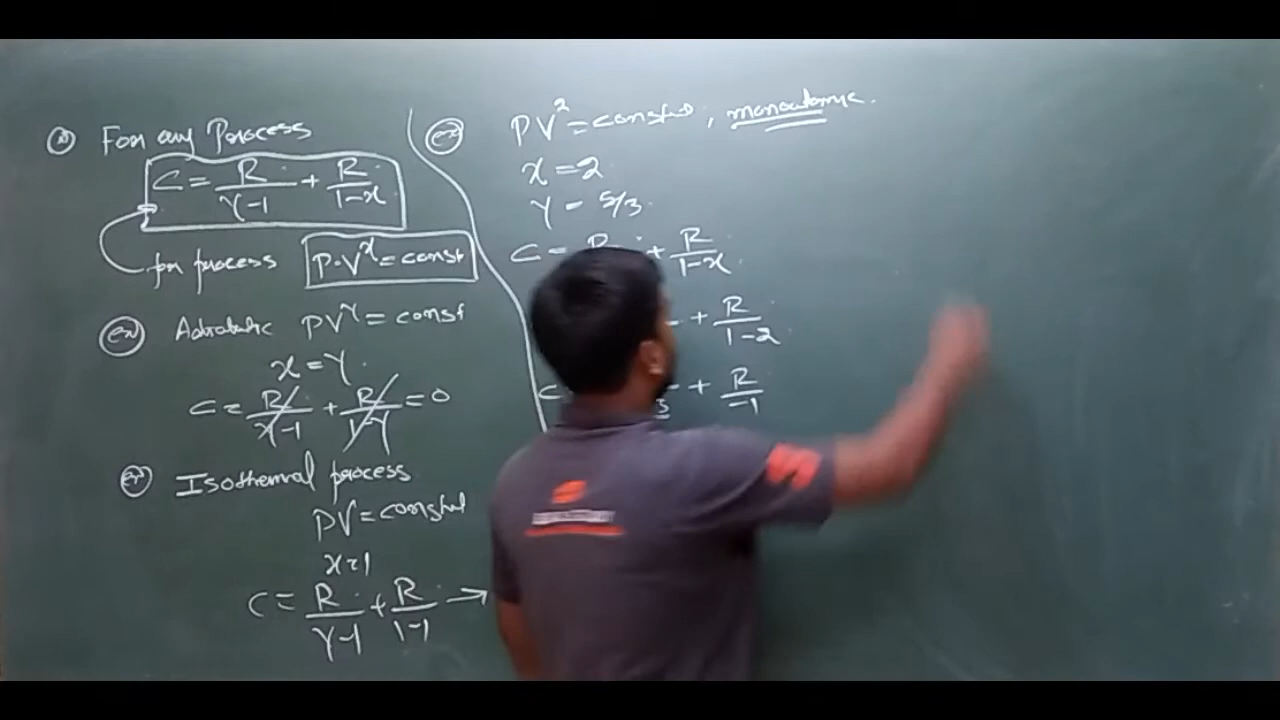 For any Process
C = R/(γ-1) + R/(1-x)
for process P·V^x = const
(ex) Adiabatic PV^γ = const
x = γ
C = R/(γ-1) + R/(1-γ) = 0
(ex) Isothermal process
PV = constant
x = 1
C = R/(γ-1) + R/(1-1) →
(ex) PV² = constant, monoatomic.
x = 2
γ = 5/3
C = R + R/(1-x)
+ R/(1-2)
C 3 + R/-1